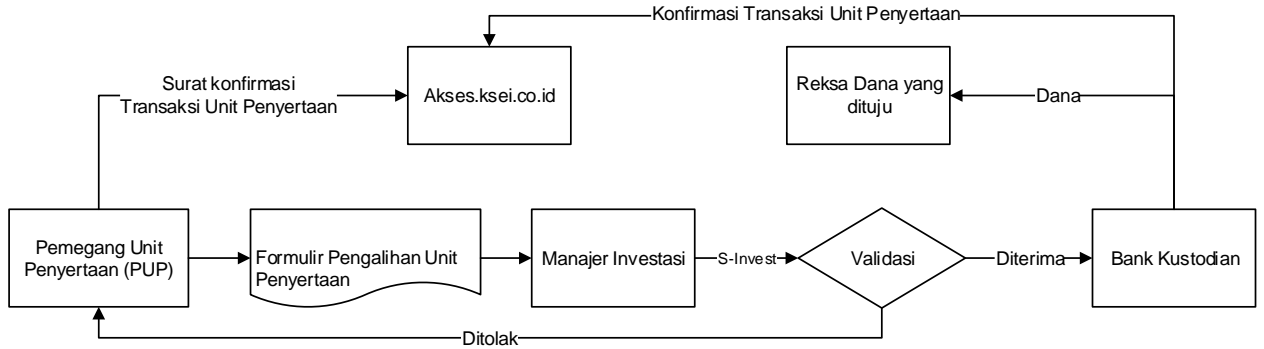 Konfirmasi Transaksi Unit Penyertaan
Surat konfirmasi
Transaksi Unit Penyertaan
Akses.ksei.co.id
Reksa Dana yang
dituju
Dana
Pemegang Unit
Penyertaan (PUP)
Formulir Pengalihan Unit
Penyertaan
Manajer Investasi
S-Invest
Validasi
Diterima
Bank Kustodian
Ditolak